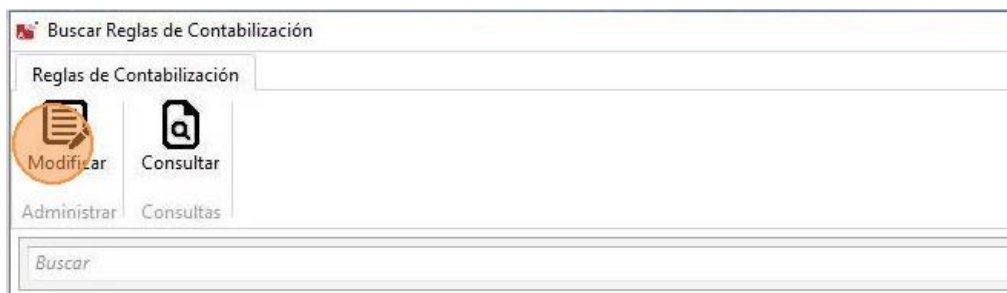 Buscar Reglas de Contabilización
Reglas de Contabilización
Modificar Consultar
Administrar Consultas
Buscar